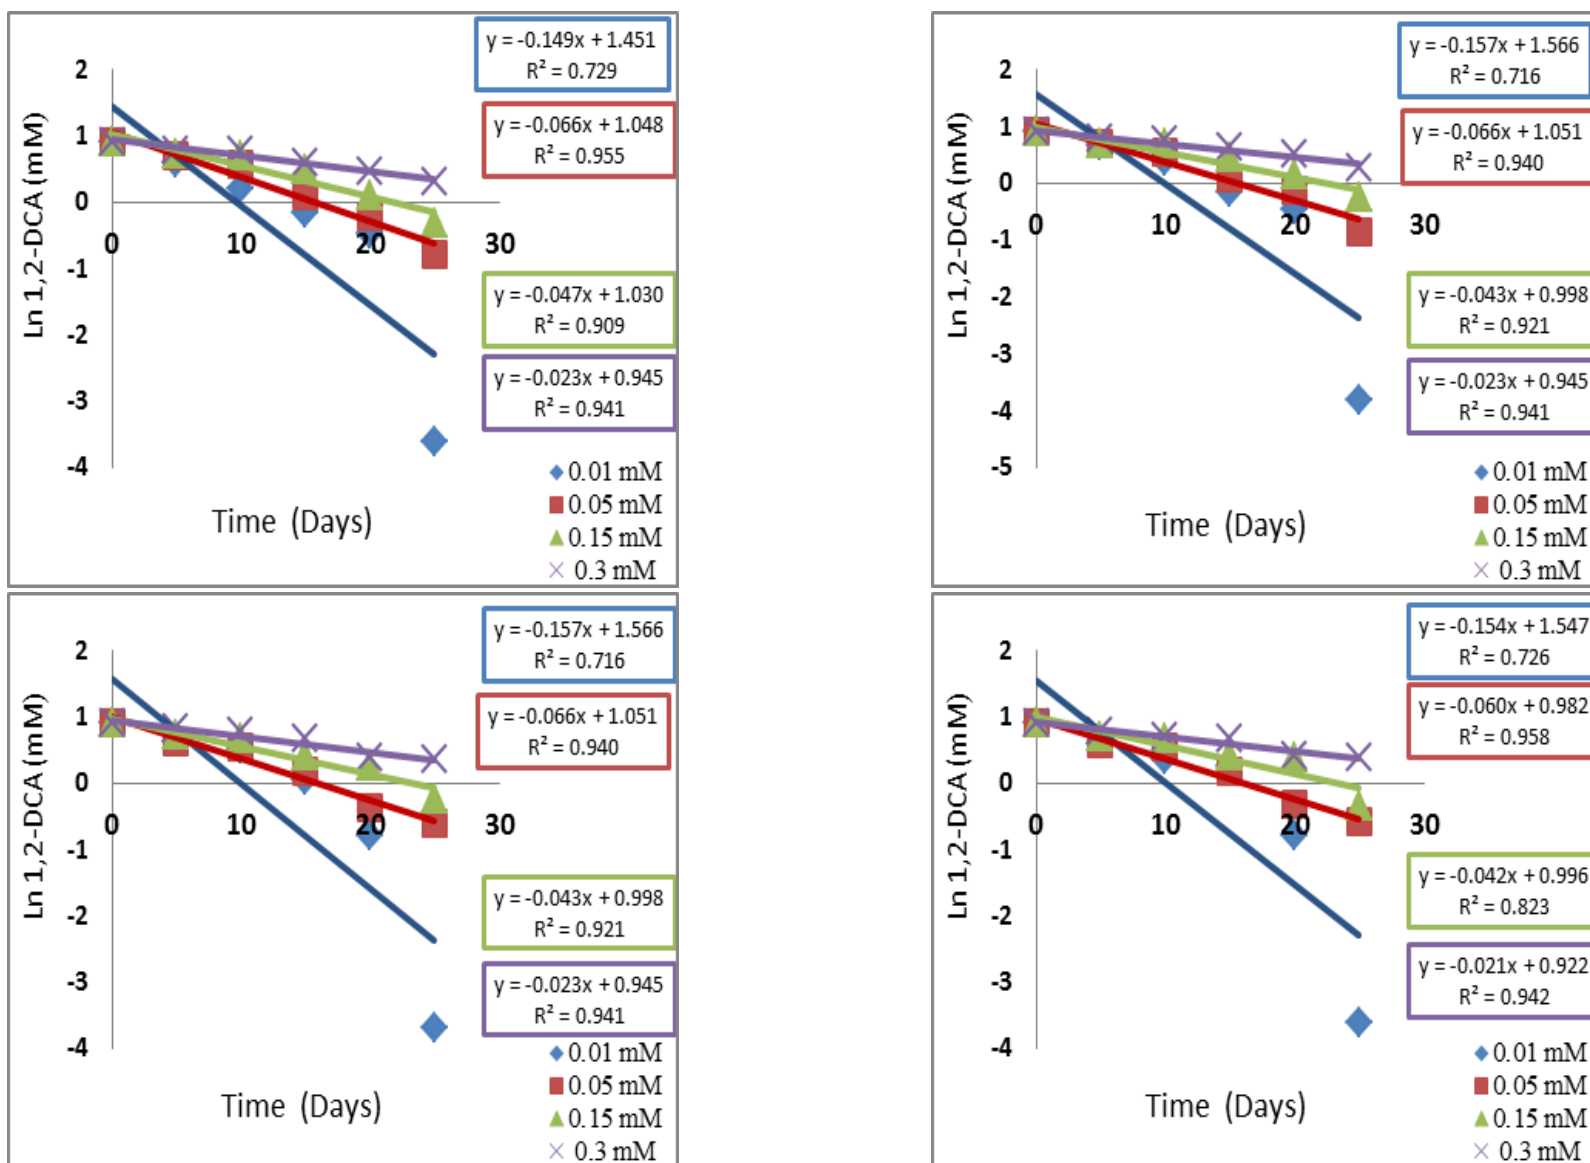 y = -0.149x + 1.451
R² = 0.729
y = -0.066x + 1.048
R² = 0.955
y = -0.047x + 1.030
R² = 0.909
y = -0.023x + 0.945
R² = 0.941
Ln 1,2-DCA (mM)
2
1
0
-1
-2
-3
-4
0
10
20
30
Time (Days)
0.01 mM
0.05 mM
0.15 mM
0.3 mM
y = -0.157x + 1.566
R² = 0.716
y = -0.066x + 1.051
R² = 0.940
y = -0.043x + 0.998
R² = 0.921
y = -0.023x + 0.945
R² = 0.941
Ln 1,2-DCA (mM)
2
1
0
-1
-2
-3
-4
-5
0
10
20
30
Time (Days)
0.01 mM
0.05 mM
0.15 mM
0.3 mM
y = -0.157x + 1.566
R² = 0.716
y = -0.066x + 1.051
R² = 0.940
y = -0.043x + 0.998
R² = 0.921
y = -0.023x + 0.945
R² = 0.941
Ln 1,2-DCA (mM)
2
1
0
-1
-2
-3
-4
0
10
20
30
Time (Days)
0.01 mM
0.05 mM
0.15 mM
0.3 mM
y = -0.154x + 1.547
R² = 0.726
y = -0.060x + 0.982
R² = 0.958
y = -0.042x + 0.996
R² = 0.823
y = -0.021x + 0.922
R² = 0.942
Ln 1,2-DCA (mM)
2
1
0
-1
-2
-3
-4
0
10
20
30
Time (Days)
0.01 mM
0.05 mM
0.15 mM
0.3 mM